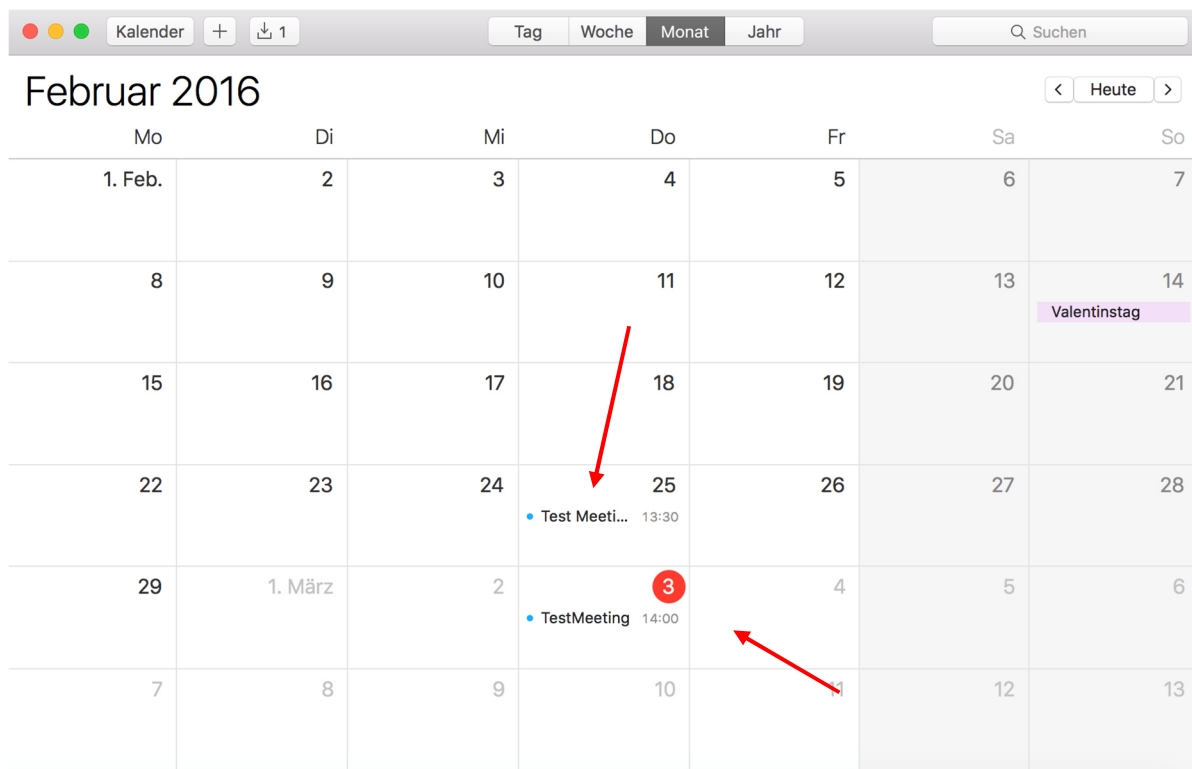 Kalender + 1 Tag Woche Monat Jahr Suchen
Februar 2016 < Heute >
Mo Di Mi Do Fr Sa So
1. Feb. 2 3 4 5 6 7
8 9 10 11 12 13 14
Valentinstag
15 16 17 18 19 20 21
22 23 24 25 26 27 28
Test Meeti... 13:30
29 1. März 2 3 4 5 6
TestMeeting 14:00
7 8 9 10 11 12 13